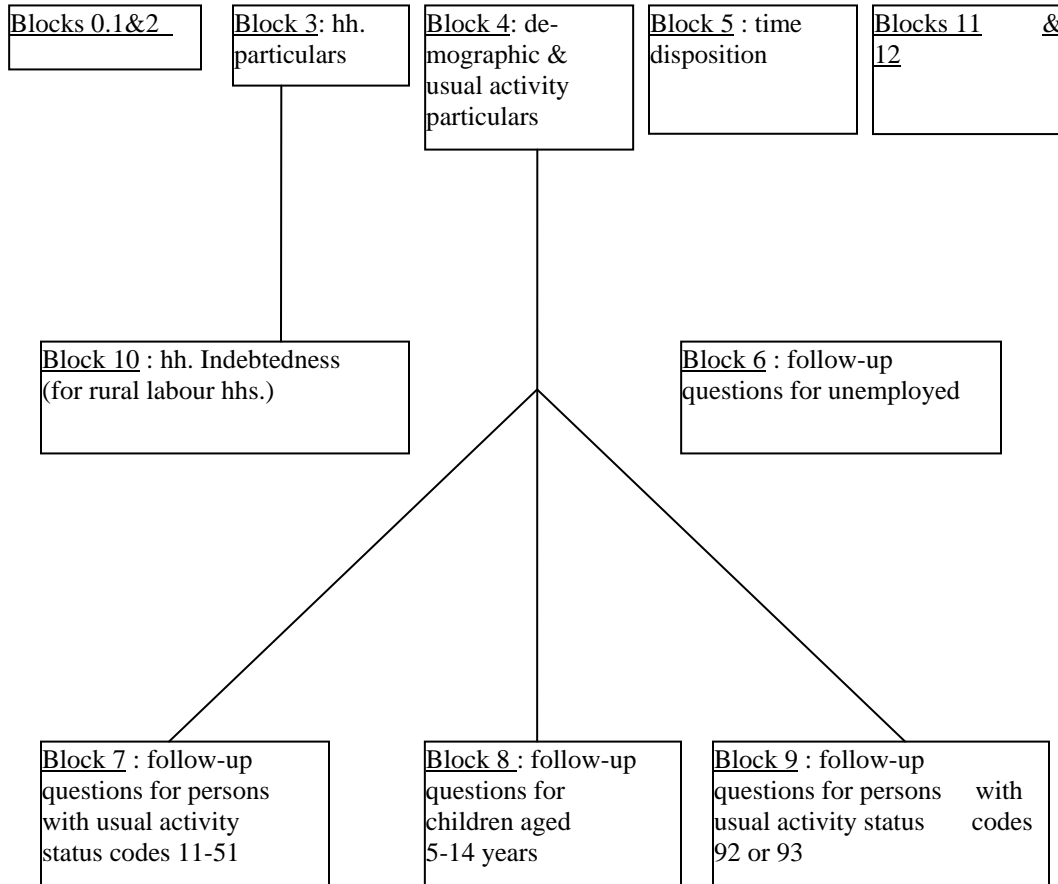 Blocks 0.1&2
Block 3: hh.
particulars
Block 4: de-
mographic &
usual activity
particulars
Block 5 : time
disposition
Blocks 11 &
12
Block 10 : hh. Indebtedness
(for rural labour hhs.)
Block 6 : follow-up
questions for unemployed
Block 7 : follow-up
questions for persons
with usual activity
status codes 11-51
Block 8 : follow-up
questions for
children aged
5-14 years
Block 9 : follow-up
questions for persons with
usual activity status codes
92 or 93